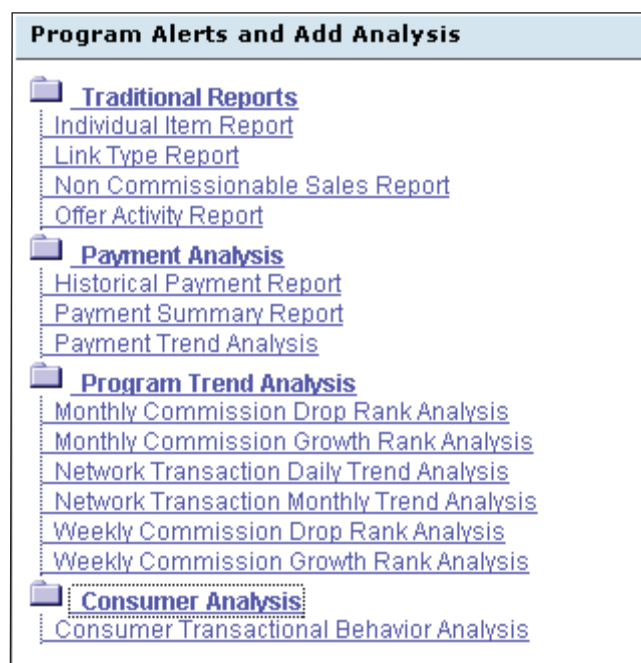 Program Alerts and Add Analysis
Traditional Reports
Individual Item Report
Link Type Report
Non Commissionable Sales Report
Offer Activity Report
Payment Analysis
Historical Payment Report
Payment Summary Report
Payment Trend Analysis
Program Trend Analysis
Monthly Commission Drop Rank Analysis
Monthly Commission Growth Rank Analysis
Network Transaction Daily Trend Analysis
Network Transaction Monthly Trend Analysis
Weekly Commission Drop Rank Analysis
Weekly Commission Growth Rank Analysis
Consumer Analysis
Consumer Transactional Behavior Analysis